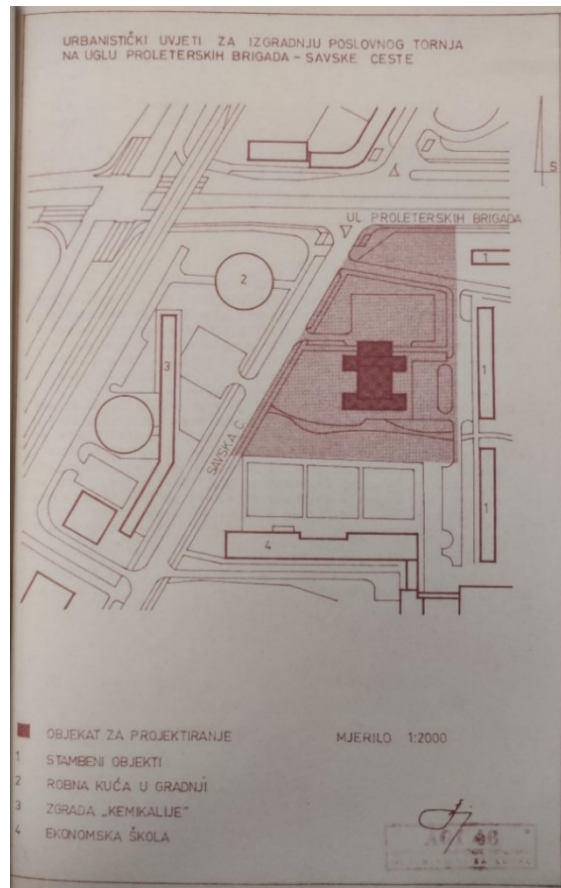 URBANISTIČKI UVJETI ZA IZGRADNJU POSLOVNOG TORNJA
NA UGLU PROLETERSKIH BRIGADA – SAVSKE CESTE
S
UL. PROLETERSKIH BRIGADA
1
2
3
1
SAVSKA C.
1
4
OBJEKAT ZA PROJEKTIRANJE
MJERILO 1:2000
1 STAMBENI OBJEKTI
2 ROBNA KUĆA U GRADNJI
3 ZGRADA „KEMIKALIJE"
4 EKONOMSKA ŠKOLA